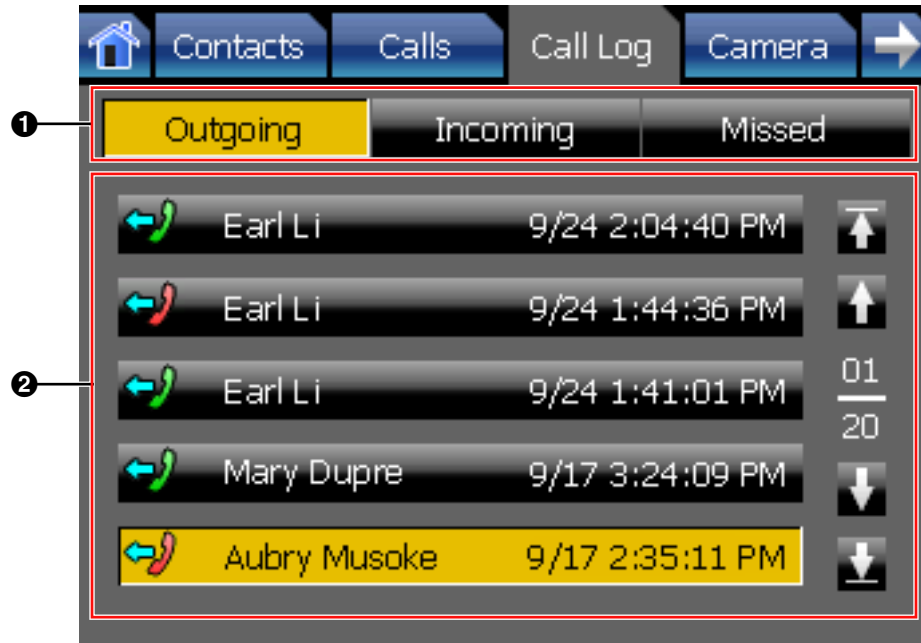 Contacts Calls Call Log Camera
❶ Outgoing Incoming Missed
❷
Earl Li 9/24 2:04:40 PM
Earl Li 9/24 1:44:36 PM
Earl Li 9/24 1:41:01 PM
Mary Dupre 9/17 3:24:09 PM
Aubry Musoke 9/17 2:35:11 PM
01
20